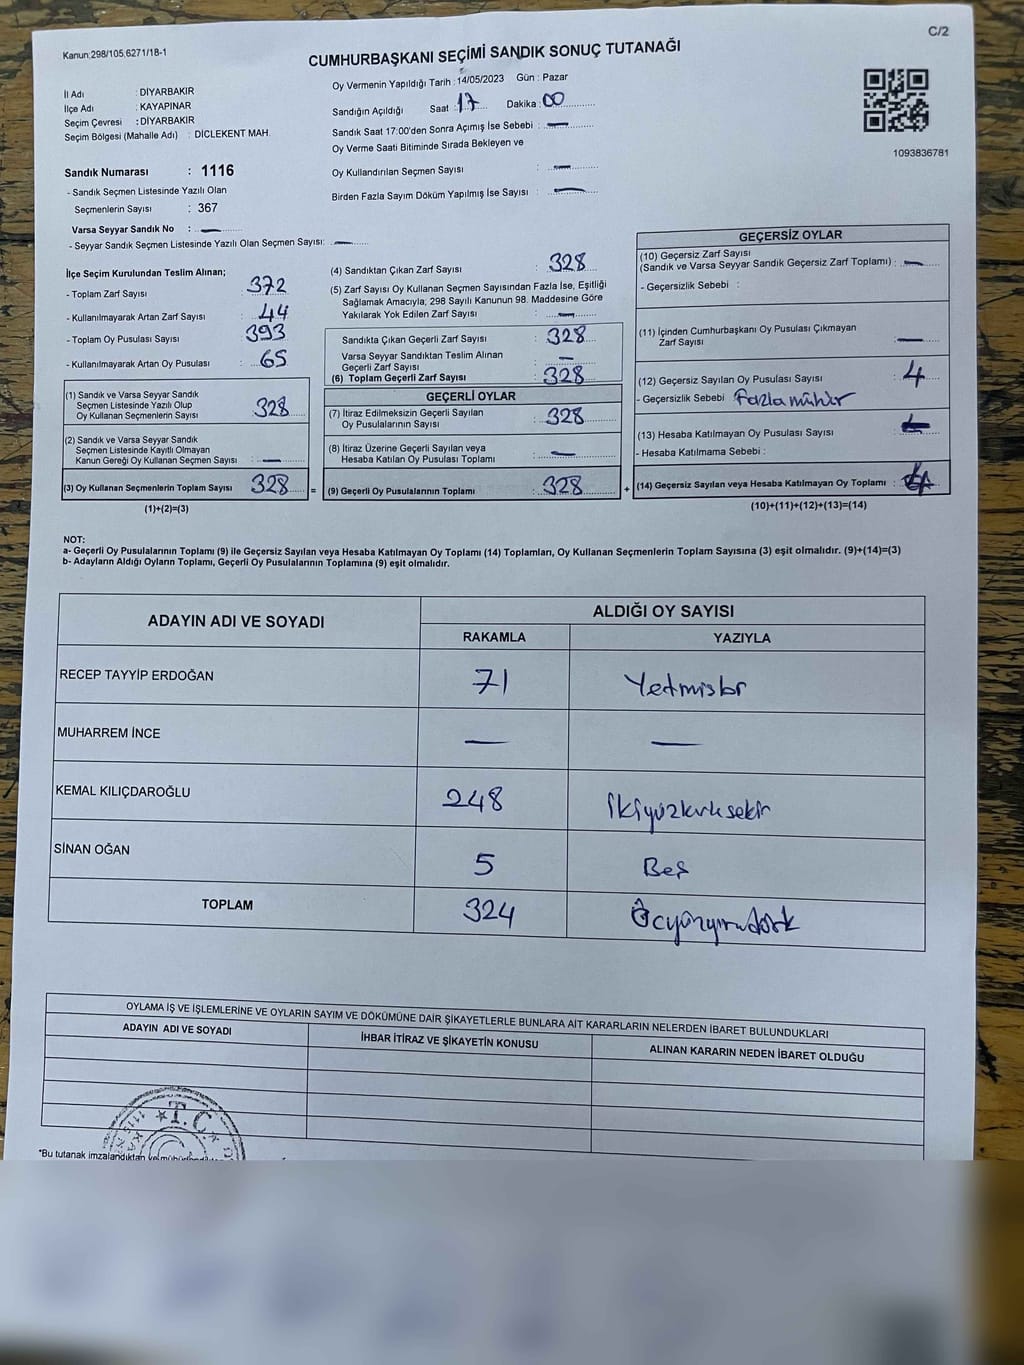 C/2
Kanun:298/105,6271/18-1
CUMHURBAŞKANI SEÇİMİ SANDIK SONUÇ TUTANAĞI
İl Adı : DİYARBAKIR
İlçe Adı : KAYAPINAR
Seçim Çevresi : DİYARBAKIR
Seçim Bölgesi (Mahalle Adı) : DİCLEKENT MAH.
Oy Vermenin Yapıldığı Tarih : 14/05/2023 Gün : Pazar
Sandığın Açıldığı Saat 17 Dakika : 00
Sandık Saat 17:00'den Sonra Açımış İse Sebebi : —
Oy Verme Saati Bitiminde Sırada Bekleyen ve
Oy Kullandırılan Seçmen Sayısı : —
Birden Fazla Sayım Döküm Yapılmış İse Sayısı : —
1093836781
Sandık Numarası : 1116
- Sandık Seçmen Listesinde Yazılı Olan
Seçmenlerin Sayısı : 367
Varsa Seyyar Sandık No : —
- Seyyar Sandık Seçmen Listesinde Yazılı Olan Seçmen Sayısı: —
İlçe Seçim Kurulundan Teslim Alınan;
- Toplam Zarf Sayısı : 372
- Kullanılmayarak Artan Zarf Sayısı : 44
- Toplam Oy Pusulası Sayısı : 393
- Kullanılmayarak Artan Oy Pusulası : 65
(1) Sandık ve Varsa Seyyar Sandık
Seçmen Listesinde Yazılı Olup
Oy Kullanan Seçmenlerin Sayısı : 328
(2) Sandık ve Varsa Seyyar Sandık
Seçmen Listesinde Kayıtlı Olmayan
Kanun Gereği Oy Kullanan Seçmen Sayısı : —
(3) Oy Kullanan Seçmenlerin Toplam Sayısı : 328
(1)+(2)=(3)
(4) Sandıktan Çıkan Zarf Sayısı : 328
(5) Zarf Sayısı Oy Kullanan Seçmen Sayısından Fazla İse, Eşitliği
Sağlamak Amacıyla, 298 Sayılı Kanunun 98. Maddesine Göre
Yakılarak Yok Edilen Zarf Sayısı : —
Sandıkta Çıkan Geçerli Zarf Sayısı : 328
Varsa Seyyar Sandıktan Teslim Alınan
Geçerli Zarf Sayısı : —
(6) Toplam Geçerli Zarf Sayısı : 328
GEÇERLİ OYLAR
(7) İtiraz Edilmeksizin Geçerli Sayılan
Oy Pusulalarının Sayısı : 328
(8) İtiraz Üzerine Geçerli Sayılan veya
Hesaba Katılan Oy Pusulası Toplamı : —
= (9) Geçerli Oy Pusulalarının Toplamı : 328 +
GEÇERSİZ OYLAR
(10) Geçersiz Zarf Sayısı
(Sandık ve Varsa Seyyar Sandık Geçersiz Zarf Toplamı) : —
- Geçersizlik Sebebi :
(11) İçinden Cumhurbaşkanı Oy Pusulası Çıkmayan
Zarf Sayısı : —
(12) Geçersiz Sayılan Oy Pusulası Sayısı : 4
- Geçersizlik Sebebi : Fazla mühür
(13) Hesaba Katılmayan Oy Pusulası Sayısı :
- Hesaba Katılmama Sebebi :
(14) Geçersiz Sayılan veya Hesaba Katılmayan Oy Toplamı :
(10)+(11)+(12)+(13)=(14)
NOT:
a- Geçerli Oy Pusulalarının Toplamı (9) ile Geçersiz Sayılan veya Hesaba Katılmayan Oy Toplamı (14) Toplamları, Oy Kullanan Seçmenlerin Toplam Sayısına (3) eşit olmalıdır. (9)+(14)=(3)
b- Adayların Aldığı Oyların Toplamı, Geçerli Oy Pusulalarının Toplamına (9) eşit olmalıdır.
ADAYIN ADI VE SOYADI ALDIĞI OY SAYISI
RAKAMLA YAZIYLA
RECEP TAYYİP ERDOĞAN 71 Yetmisbr
MUHARREM İNCE — —
KEMAL KILIÇDAROĞLU 248 İkiyüzkırksekir
SİNAN OĞAN 5 Beş
TOPLAM 324
OYLAMA İŞ VE İŞLEMLERİNE VE OYLARIN SAYIM VE DÖKÜMÜNE DAİR ŞİKAYETLERLE BUNLARA AİT KARARLARIN NELERDEN İBARET BULUNDUKLARI
ADAYIN ADI VE SOYADI İHBAR İTİRAZ VE ŞİKAYETİN KONUSU ALINAN KARARIN NEDEN İBARET OLDUĞU
T.C.
*Bu tutanak imzalandıktan